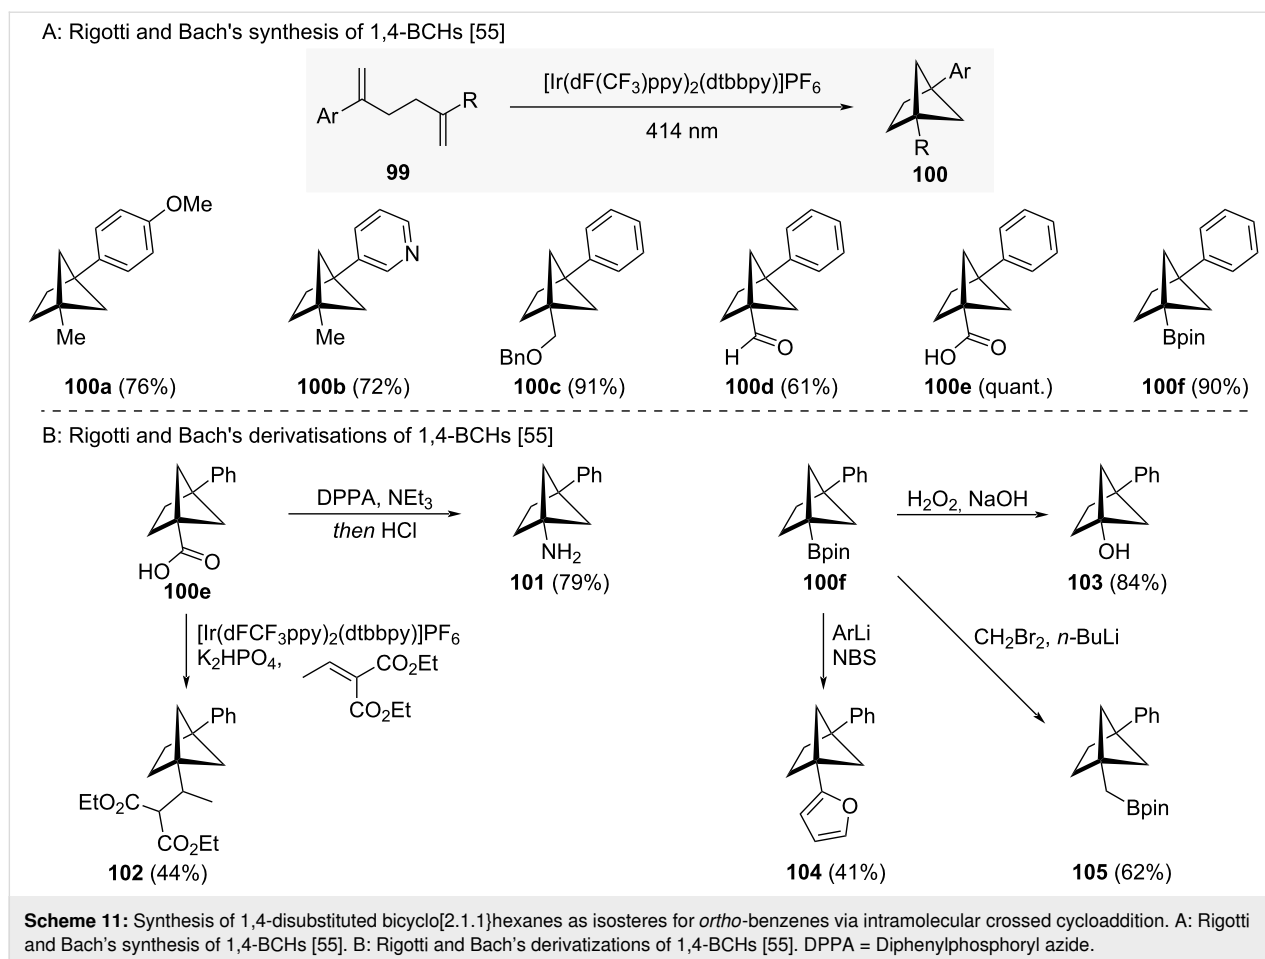 A: Rigotti and Bach's synthesis of 1,4-BCHs [55]
Ar
R
99
[Ir(dF(CF3)ppy)2(dtbbpy)]PF6
414 nm
Ar
R
100
OMe
Me
100a (76%)
N
Me
100b (72%)
BnO
100c (91%)
H
O
100d (61%)
HO
O
100e (quant.)
Bpin
100f (90%)
B: Rigotti and Bach's derivatisations of 1,4-BCHs [55]
Ph
HO
O
100e
DPPA, NEt3
then HCl
Ph
NH2
101 (79%)
Ph
Bpin
100f
H2O2, NaOH
Ph
OH
103 (84%)
[Ir(dFCF3ppy)2(dtbbpy)]PF6
K2HPO4,
CO2Et
CO2Et
ArLi
NBS
CH2Br2, n-BuLi
Ph
EtO2C
CO2Et
102 (44%)
Ph
O
104 (41%)
Ph
Bpin
105 (62%)
Scheme 11: Synthesis of 1,4-disubstituted bicyclo[2.1.1}hexanes as isosteres for ortho-benzenes via intramolecular crossed cycloaddition. A: Rigotti
and Bach's synthesis of 1,4-BCHs [55]. B: Rigotti and Bach's derivatizations of 1,4-BCHs [55]. DPPA = Diphenylphosphoryl azide.